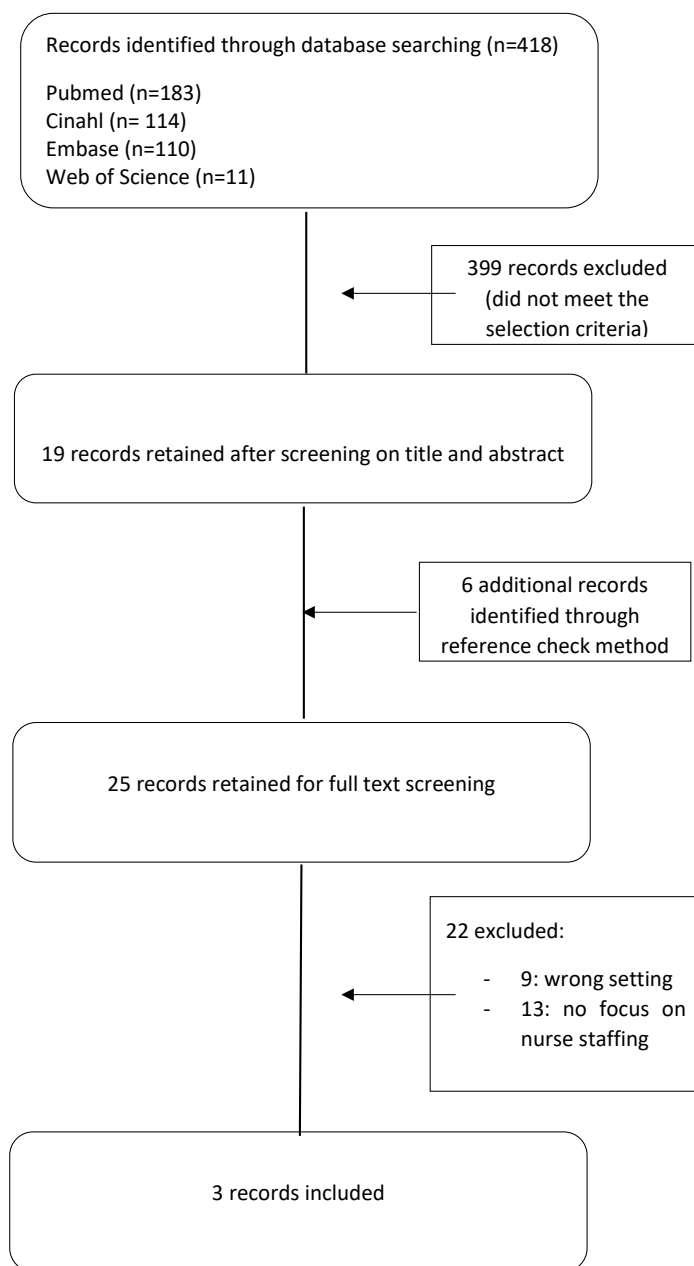 Records identified through database searching (n=418)
Pubmed (n=183)
Cinahl (n= 114)
Embase (n=110)
Web of Science (n=11)
399 records excluded
(did not meet the
selection criteria)
19 records retained after screening on title and abstract
6 additional records
identified through
reference check method
25 records retained for full text screening
22 excluded:
- 9: wrong setting
- 13: no focus on
nurse staffing
3 records included